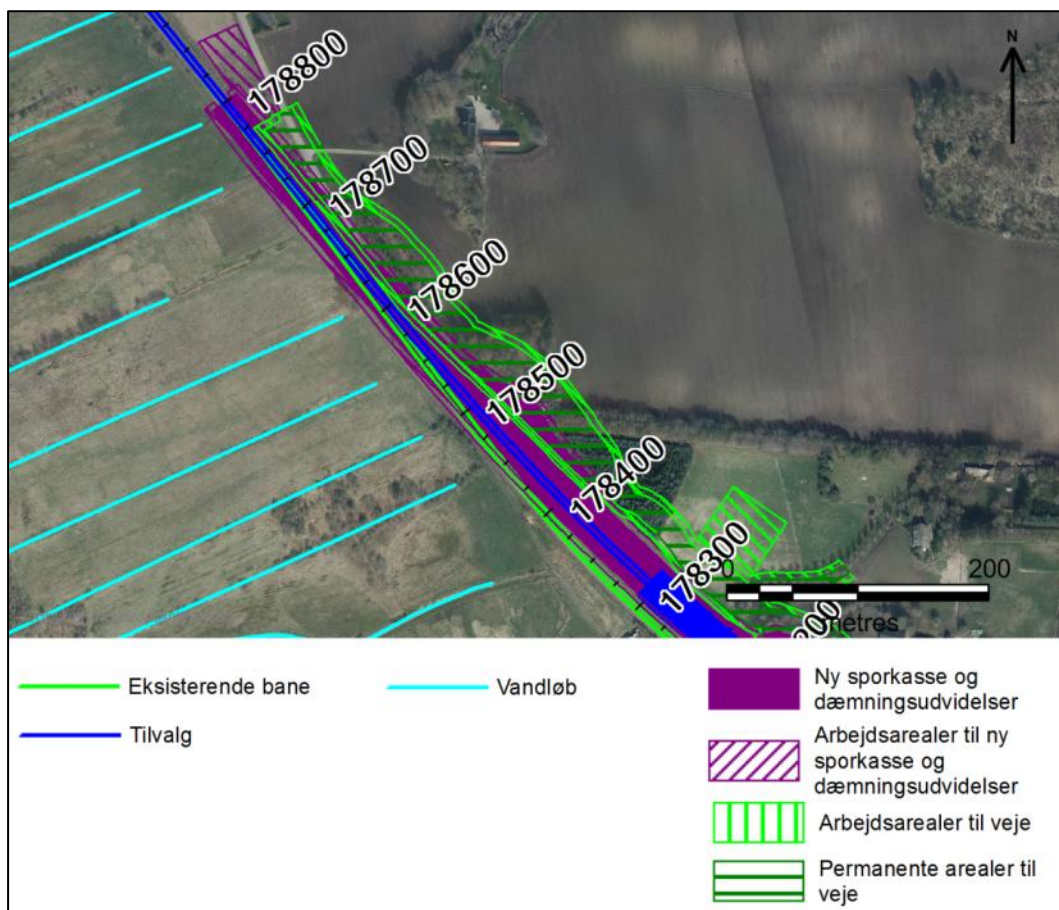 N
178800
178700
178600
178500
178400
178300
0
200
metres
Eksisterende bane
Vandløb
Tilvalg
Ny sporkasse og
dæmningsudvidelser
Arbejdsarealer til ny
sporkasse og
dæmningsudvidelser
Arbejdsarealer til veje
Permanente arealer til
veje